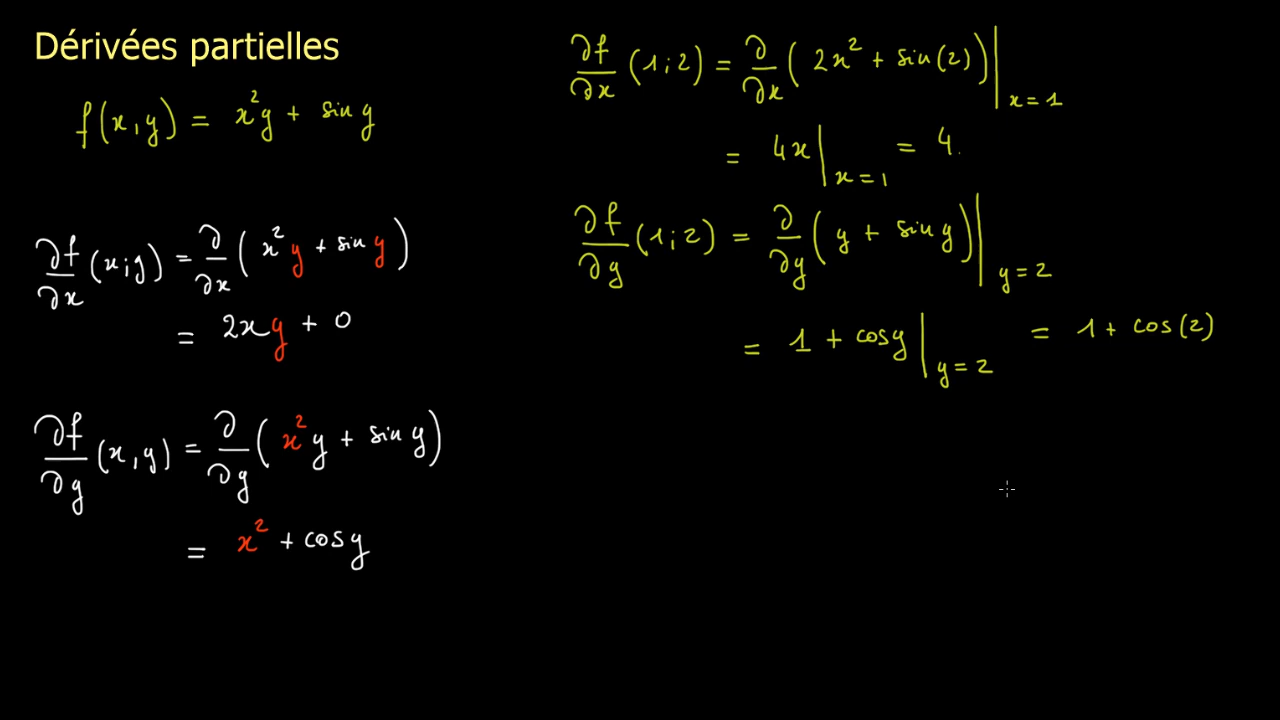 Dérivées partielles
f(x,y) = x²y + sin y
∂f/∂x (x;y) = ∂/∂x (x²y + sin y)
= 2xy + 0
∂f/∂y (x,y) = ∂/∂y (x²y + sin y)
= x² + cos y
∂f/∂x (1;2) = ∂/∂x (2x² + sin(2)) |x=1
= 4x |x=1 = 4.
∂f/∂y (1;2) = ∂/∂y (y + sin y) |y=2
= 1 + cos y |y=2 = 1 + cos(2)